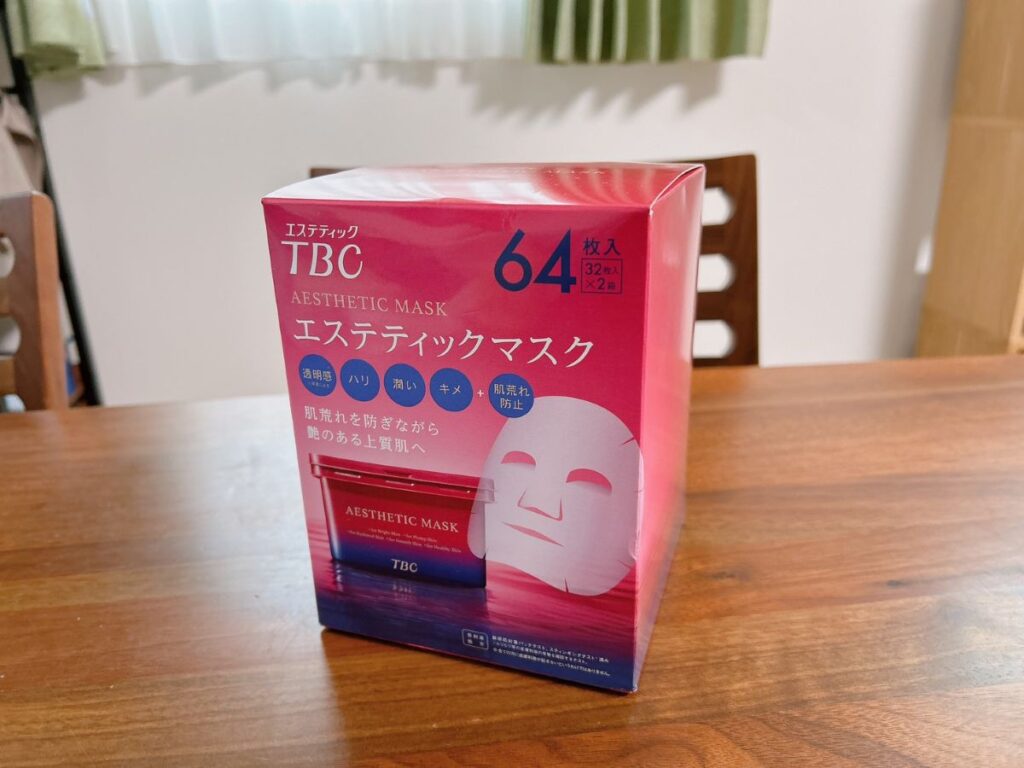 エステティック
TBC
64枚入
32枚入
×2袋
AESTHETIC MASK
エステティックマスク
透明感
ハリ
潤い
キメ
+
肌荒れ
防止
肌荒れを防ぎながら
艶のある上質肌へ
AESTHETIC MASK
TBC